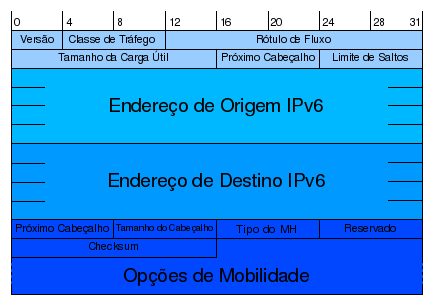 0 4 8 12 16 20 24 28 31
Versão Classe de Tráfego Rótulo de Fluxo
Tamanho da Carga Útil Próximo Cabeçalho Limite de Saltos
Endereço de Origem IPv6
Endereço de Destino IPv6
Próximo Cabeçalho Tamanho do Cabeçalho Tipo do MH Reservado
Checksum
Opções de Mobilidade